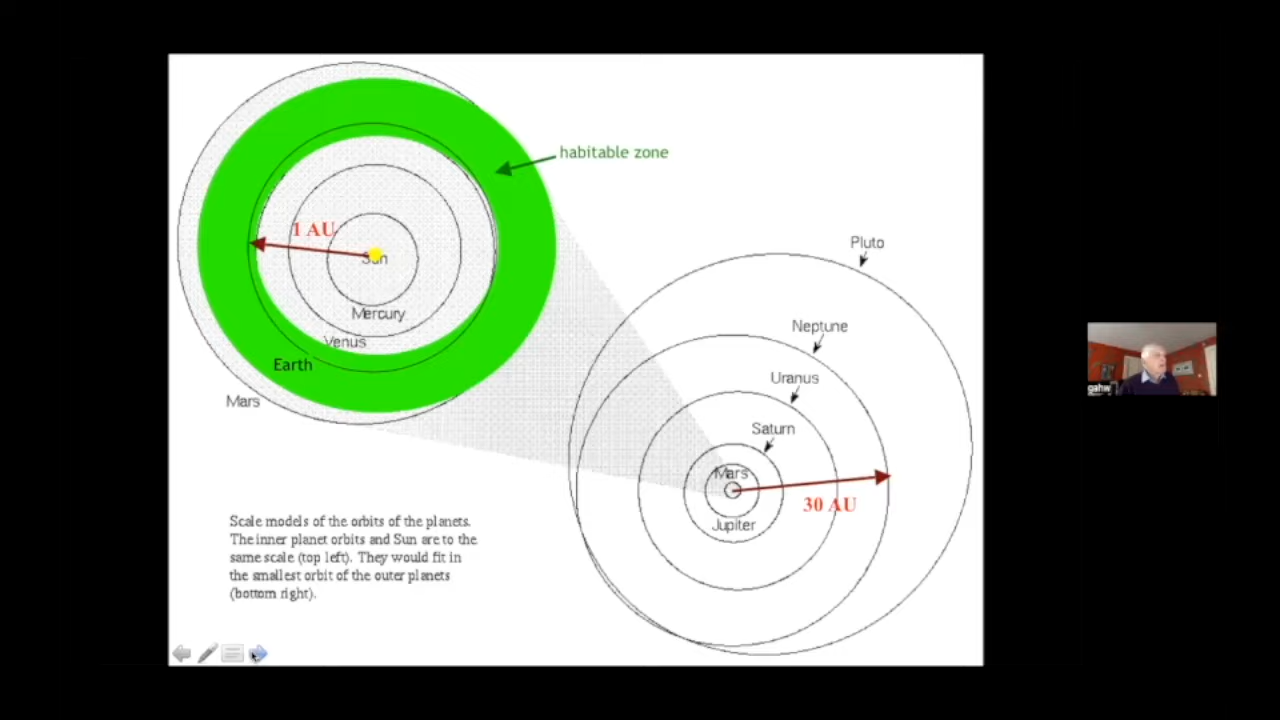 habitable zone
1 AU
Sun
Mercury
Venus
Earth
Mars
Pluto
Neptune
Uranus
Saturn
Mars
30 AU
Jupiter
Scale models of the orbits of the planets.
The inner planet orbits and Sun are to the
same scale (top left). They would fit in
the smallest orbit of the outer planets
(bottom right).
gahw